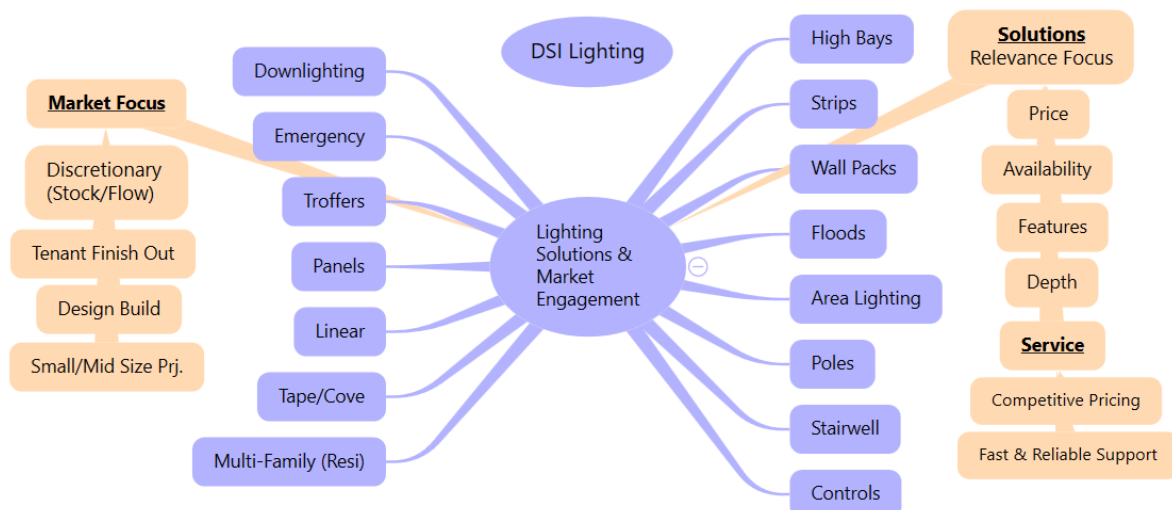 DSI Lighting
Market Focus
Discretionary
(Stock/Flow)
Tenant Finish Out
Design Build
Small/Mid Size Prj.
Downlighting
Emergency
Troffers
Panels
Linear
Tape/Cove
Multi-Family (Resi)
Lighting
Solutions &
Market
Engagement
High Bays
Strips
Wall Packs
Floods
Area Lighting
Poles
Stairwell
Controls
Solutions
Relevance Focus
Price
Availability
Features
Depth
Service
Competitive Pricing
Fast & Reliable Support